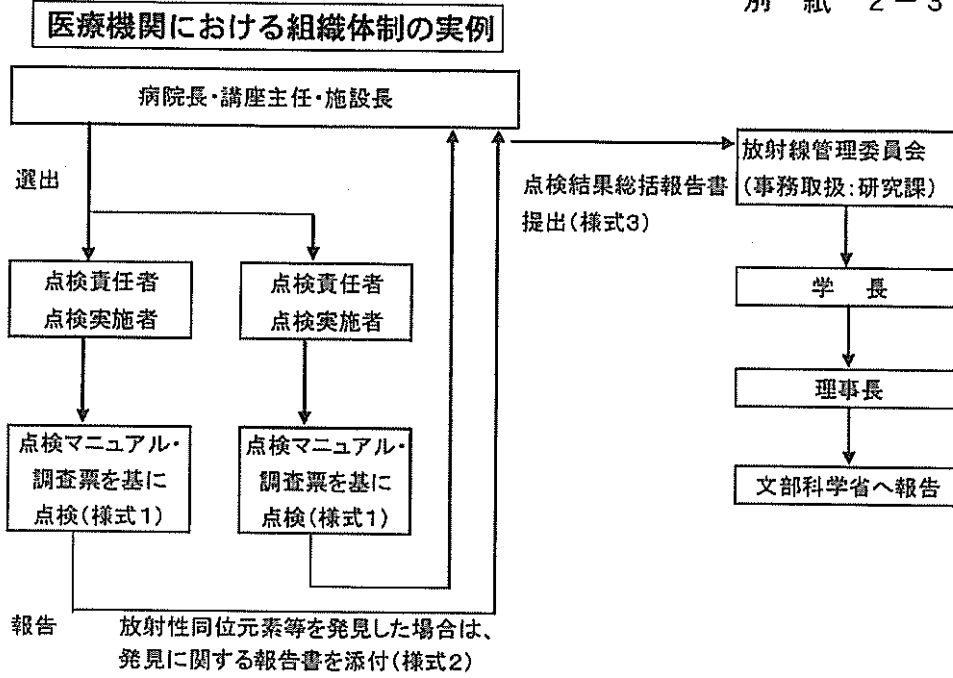 別 紙 2－3
医療機関における組織体制の実例
病院長・講座主任・施設長
選出
点検責任者
点検実施者
点検責任者
点検実施者
点検マニュアル・
調査票を基に
点検(様式1)
点検マニュアル・
調査票を基に
点検(様式1)
報告
放射性同位元素等を発見した場合は、
発見に関する報告書を添付(様式2)
点検結果総括報告書
提出(様式3)
放射線管理委員会
(事務取扱:研究課)
学 長
理事長
文部科学省へ報告